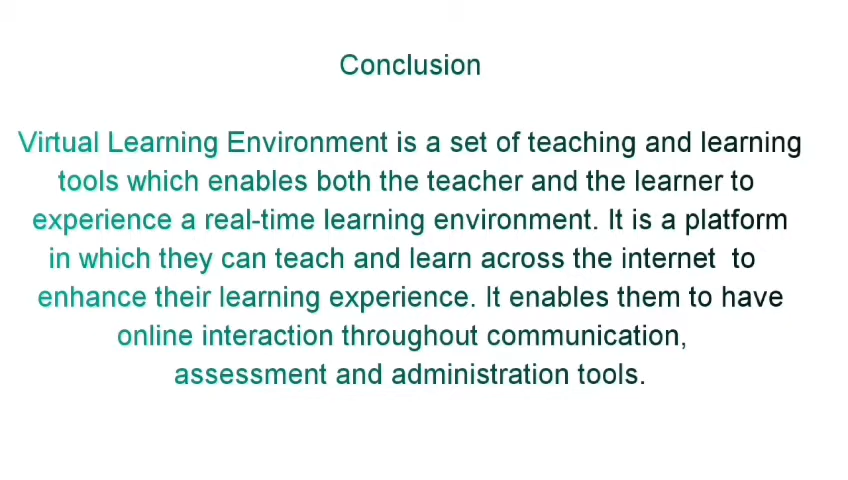 Conclusion
Virtual Learning Environment is a set of teaching and learning
tools which enables both the teacher and the learner to
experience a real-time learning environment. It is a platform
in which they can teach and learn across the internet  to
enhance their learning experience. It enables them to have
online interaction throughout communication,
assessment and administration tools.